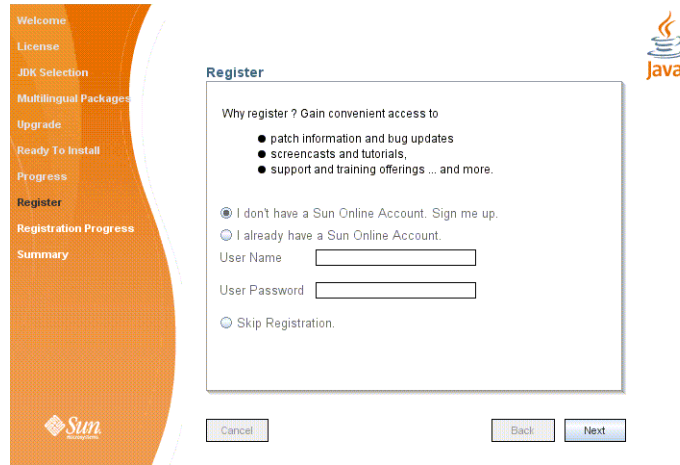 Welcome
License
JDK Selection
Multilingual Packages
Upgrade
Ready To Install
Progress
Register
Registration Progress
Summary
Sun
microsystems
Java
Register
Why register ? Gain convenient access to
● patch information and bug updates
● screencasts and tutorials,
● support and training offerings ... and more.
I don't have a Sun Online Account. Sign me up.
I already have a Sun Online Account.
User Name
User Password
Skip Registration.
Cancel
Back
Next